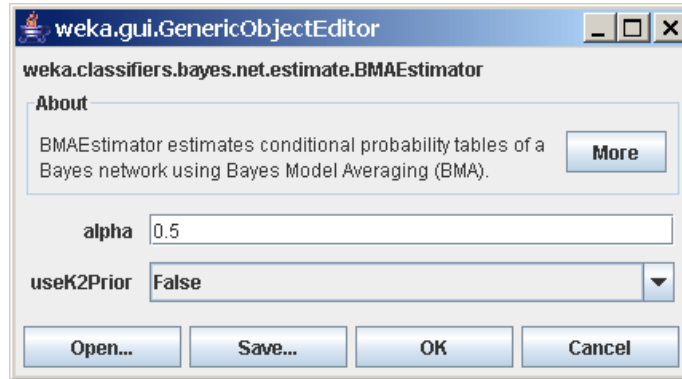 weka.gui.GenericObjectEditor
weka.classifiers.bayes.net.estimate.BMAEstimator
About
BMAEstimator estimates conditional probability tables of a
Bayes network using Bayes Model Averaging (BMA).
More
alpha 0.5
useK2Prior False
Open... Save... OK Cancel